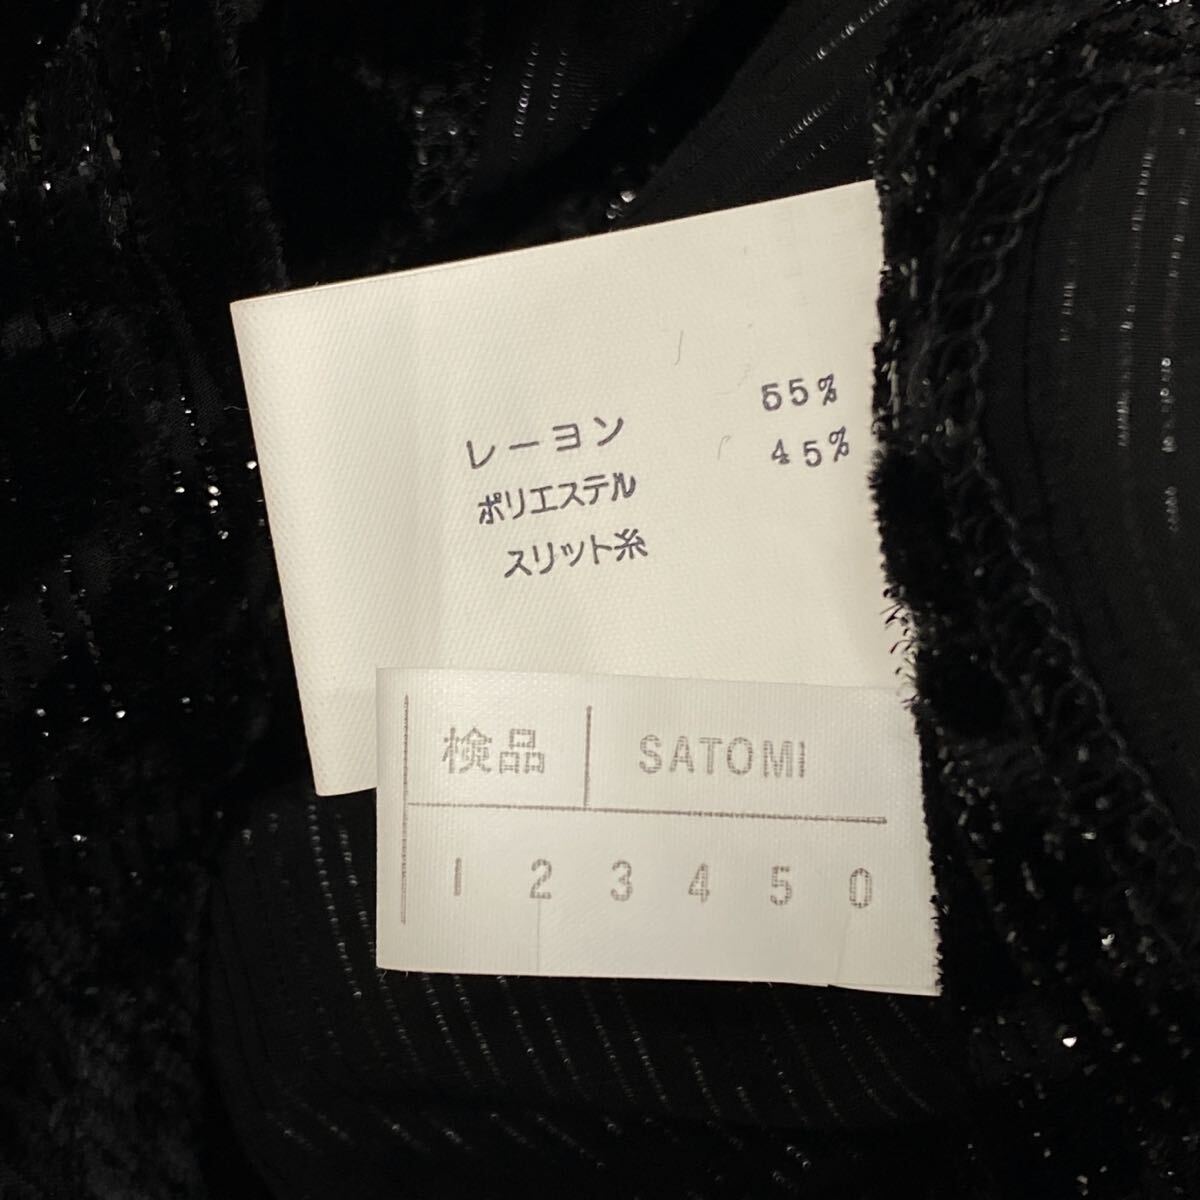 レーヨン 55%
ポリエステル 45%
スリット糸
検品 SATOMI
1 2 3 4 5 0